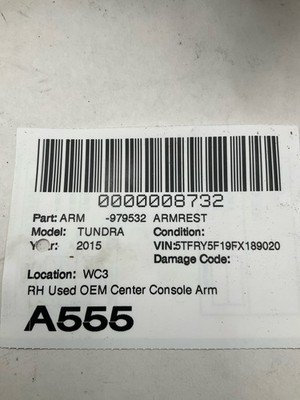 0000008732
Part: ARM -979532 ARMREST
Model: TUNDRA Condition:
Year: 2015 VIN:5TFRY5F19FX189020
Damage Code:
Location: WC3
RH Used OEM Center Console Arm
A555